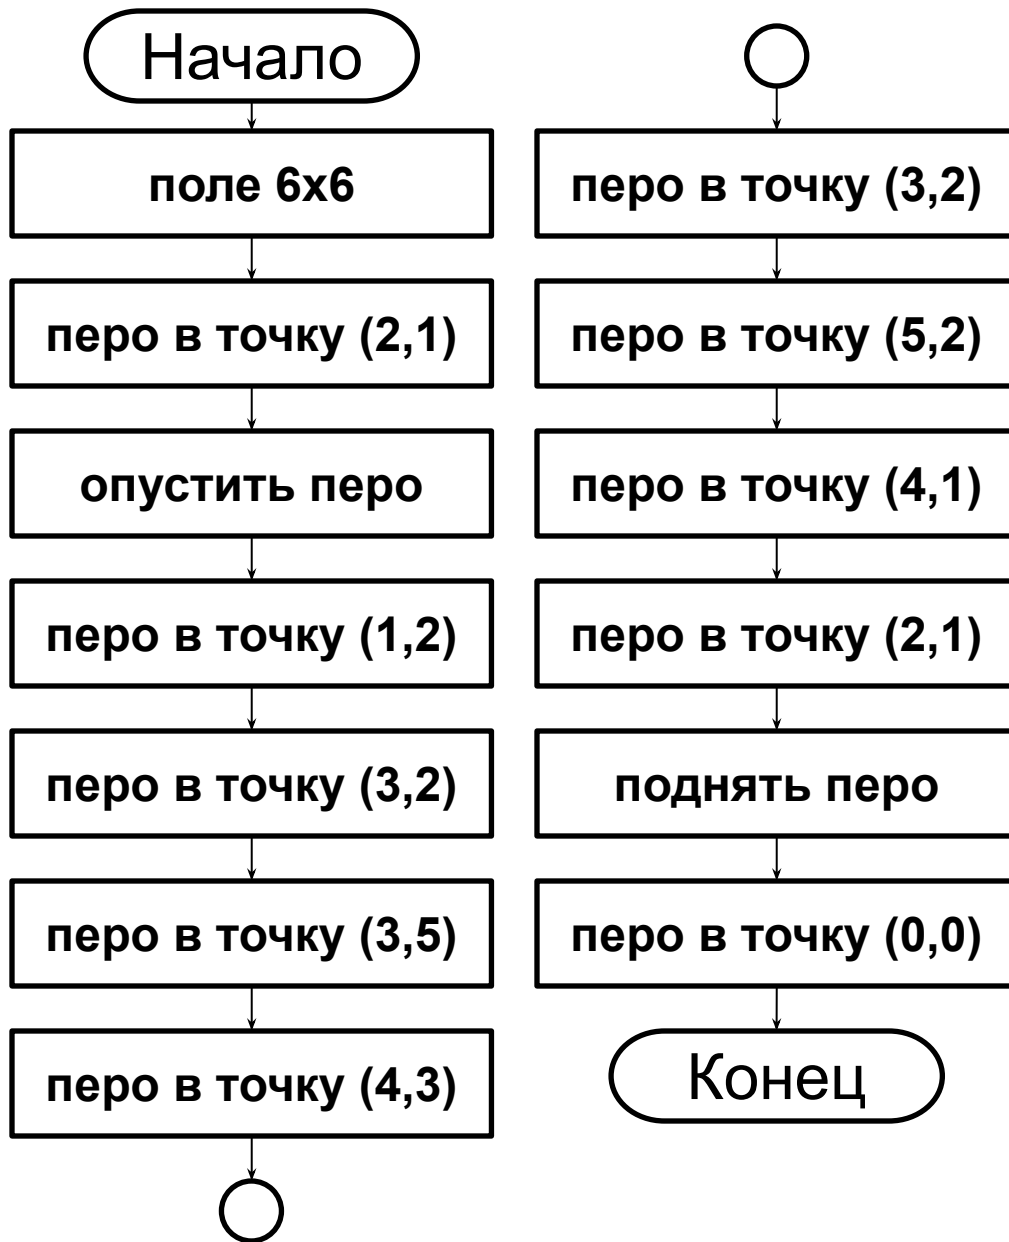 Начало
поле 6х6
перо в точку (2,1)
опустить перо
перо в точку (1,2)
перо в точку (3,2)
перо в точку (3,5)
перо в точку (4,3)
перо в точку (3,2)
перо в точку (5,2)
перо в точку (4,1)
перо в точку (2,1)
поднять перо
перо в точку (0,0)
Конец